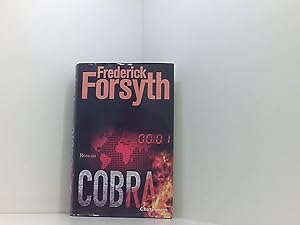 Frederick
Forsyth
00:01
Roman
COBRA